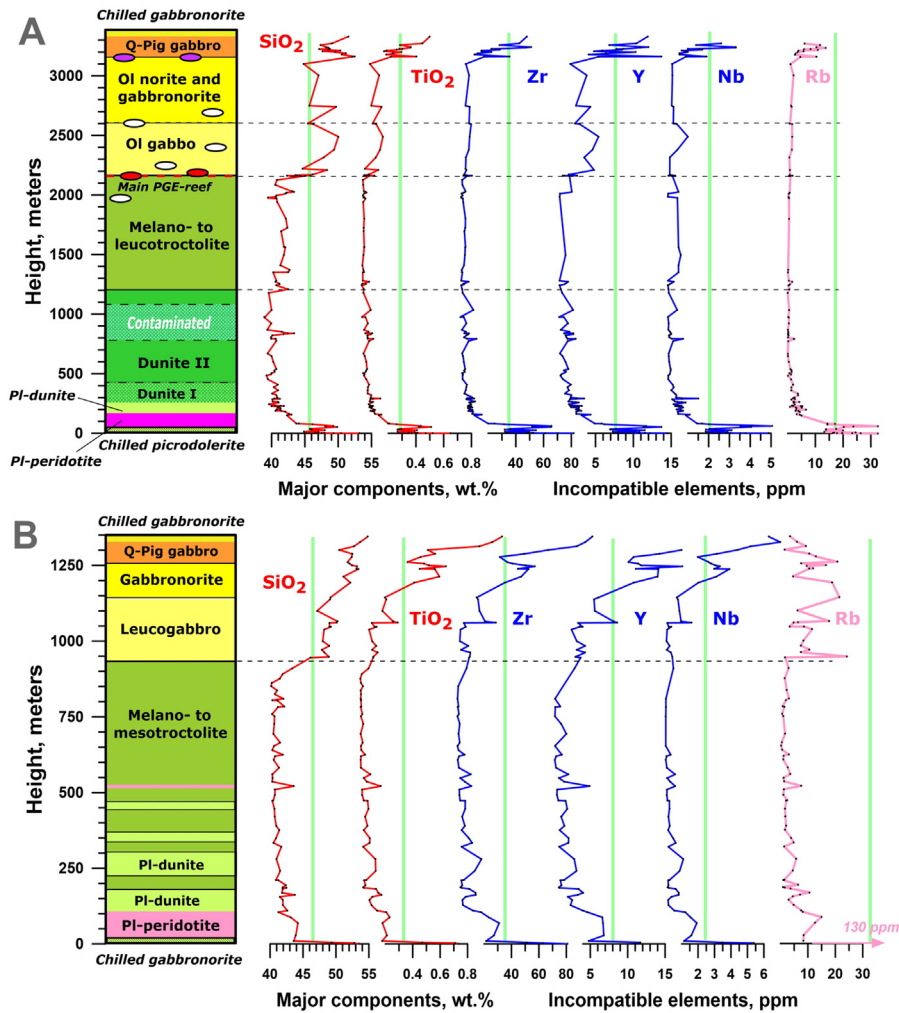 A
Chilled gabbronorite
Q-Pig gabbro
Ol norite and
gabbronorite
Ol gabbo
Main PGE-reef
Melano- to
leucotroctolite
Contaminated
Dunite II
Dunite I
Pl-dunite
Pl-peridotite
Chilled picrodolerite
Height, meters
3000
2500
2000
1500
1000
500
0
SiO2
TiO2
Zr
Y
Nb
Rb
40 45 50 55 0.4 0.6 0.8 40 60 80 5 10 15 2 3 4 5 10 20 30
Major components, wt.%
Incompatible elements, ppm
B
Chilled gabbronorite
Q-Pig gabbro
Gabbronorite
Leucogabbro
Melano- to
mesotroctolite
Pl-dunite
Pl-dunite
Pl-peridotite
Chilled gabbronorite
Height, meters
1250
1000
750
500
250
0
SiO2
TiO2
Zr
Y
Nb
Rb
130 ppm
40 45 50 55 0.4 0.6 0.8 40 60 80 5 10 15 2 3 4 5 6 10 20 30
Major components, wt.%
Incompatible elements, ppm